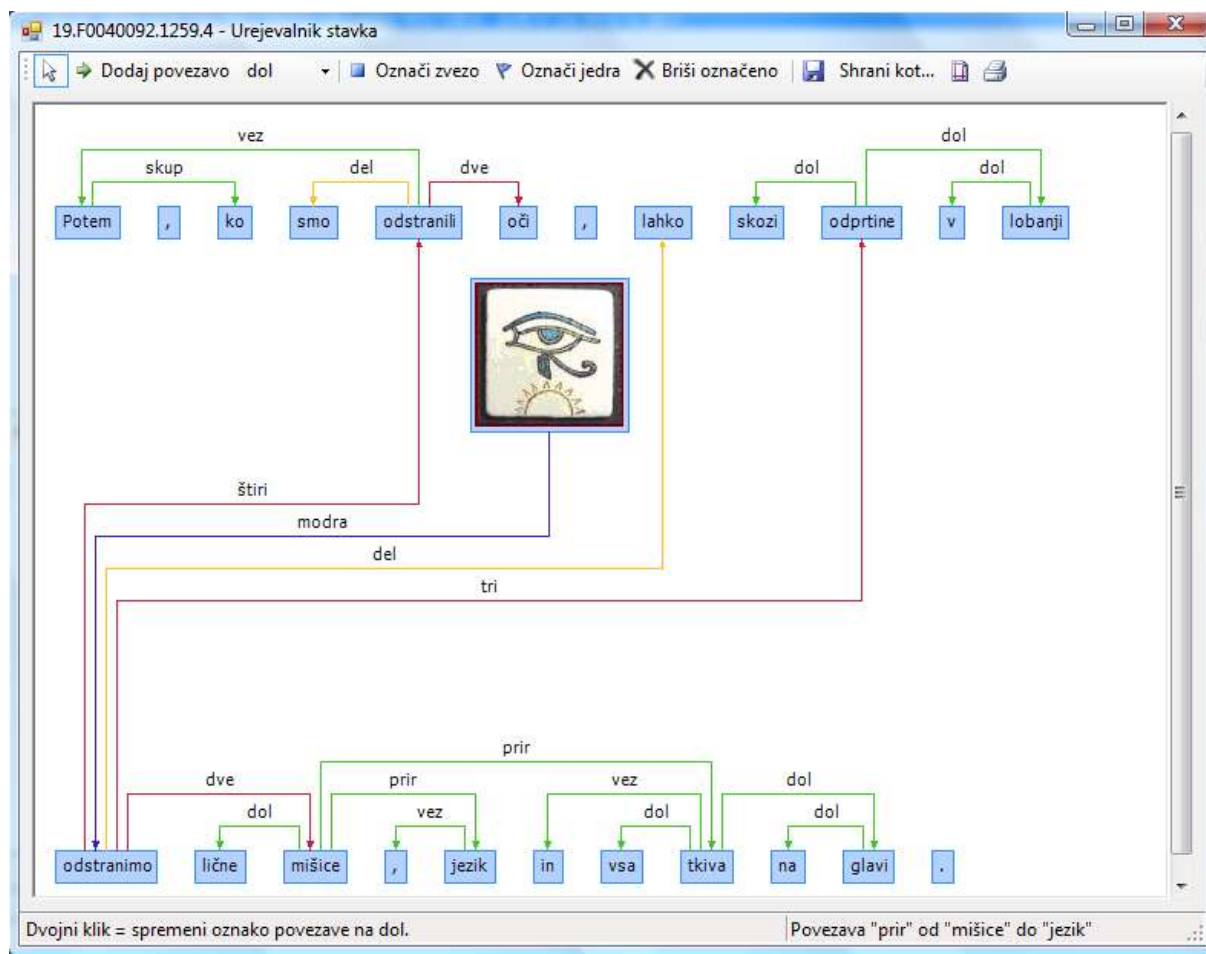 19.F0040092.1259.4 - Urejevalnik stavka
Dodaj povezavo dol Označi zvezo Označi jedra Briši označeno Shrani kot...
vez dol
skup del dve dol dol
Potem , ko smo odstranili oči , lahko skozi odprtine v lobanji
štiri
modra
del
tri
prir
dve prir vez dol
dol vez dol dol
odstranimo lične mišice , jezik in vsa tkiva na glavi .
Dvojni klik = spremeni oznako povezave na dol. Povezava "prir" od "mišice" do "jezik"